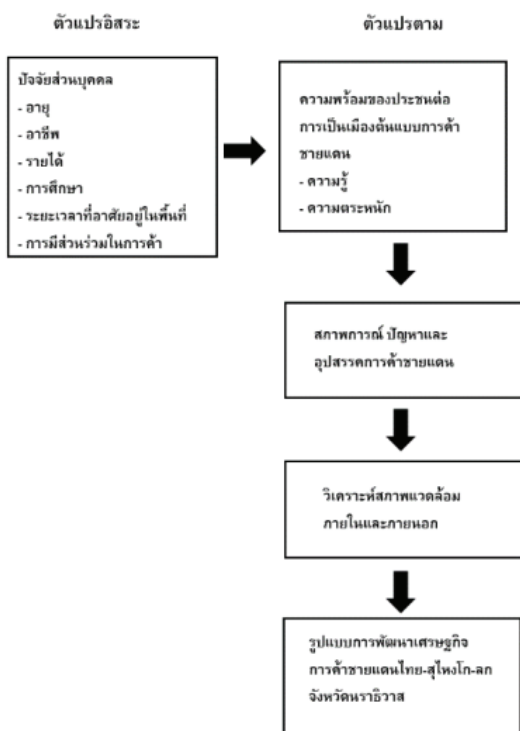 ตัวแปรอิสระ
ปัจจัยส่วนบุคคล
- อายุ
- อาชีพ
- รายได้
- การศึกษา
- ระยะเวลาที่อาศัยอยู่ในพื้นที่
- การมีส่วนร่วมในการค้า
ตัวแปรตาม
ความพร้อมของประชนต่อ
การเป็นเมืองต้นแบบการค้า
ชายแดน
- ความรู้
- ความตระหนัก
สภาพการณ์ ปัญหาและ
อุปสรรคการค้าชายแดน
วิเคราะห์สภาพแวดล้อม
ภายในและภายนอก
รูปแบบการพัฒนาเศรษฐกิจ
การค้าชายแดนไทย-สุไหงโก-ลก
จังหวัดนราธิวาส